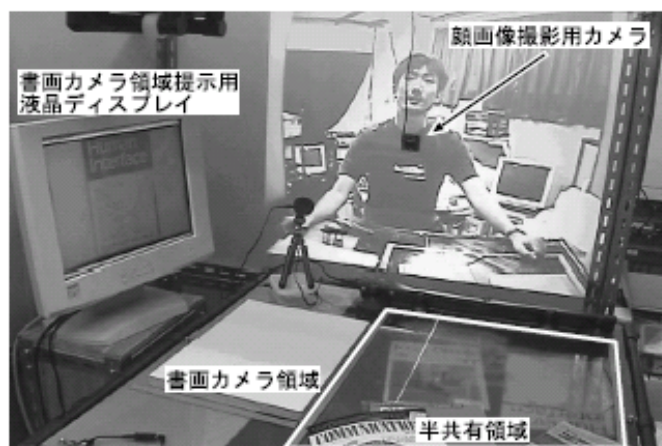 顔画像撮影用カメラ
書画カメラ領域提示用
液晶ディスプレイ
Human
Interface
書画カメラ領域
半共有領域
COMMUNICATIONS